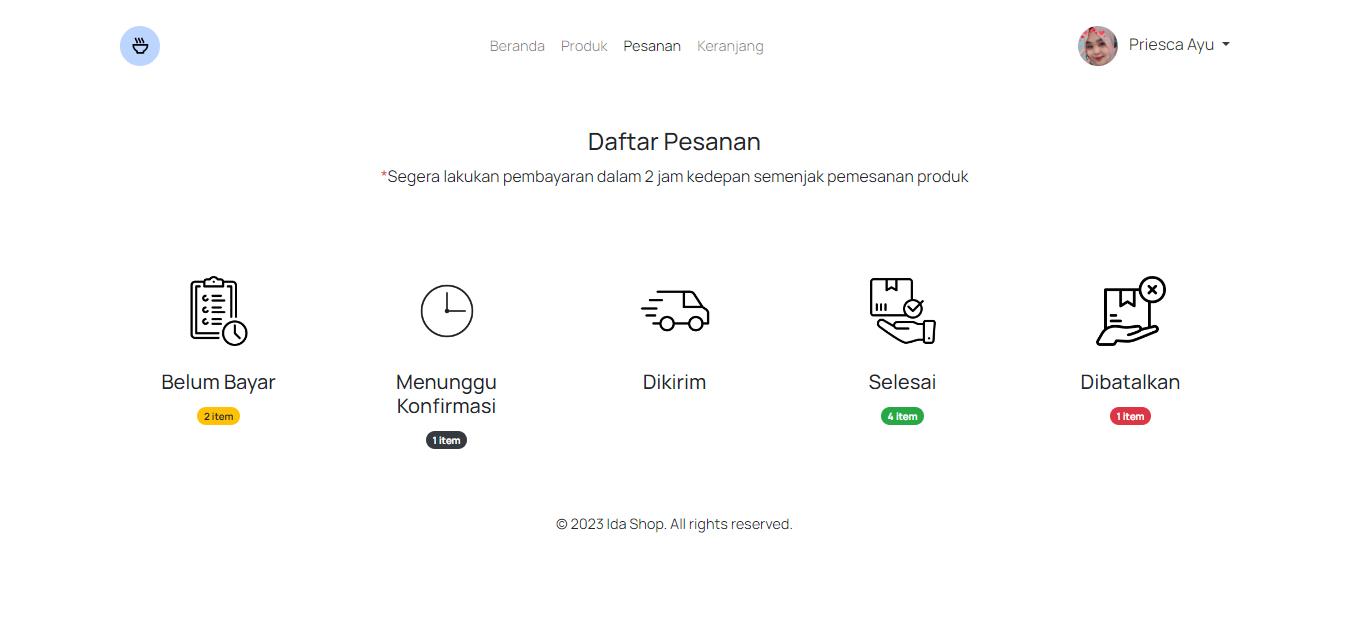 Beranda Produk Pesanan Keranjang Priesca Ayu
Daftar Pesanan
*Segera lakukan pembayaran dalam 2 jam kedepan semenjak pemesanan produk
Belum Bayar
2 item
Menunggu
Konfirmasi
1 item
Dikirim
Selesai
4 item
Dibatalkan
1 item
© 2023 Ida Shop. All rights reserved.